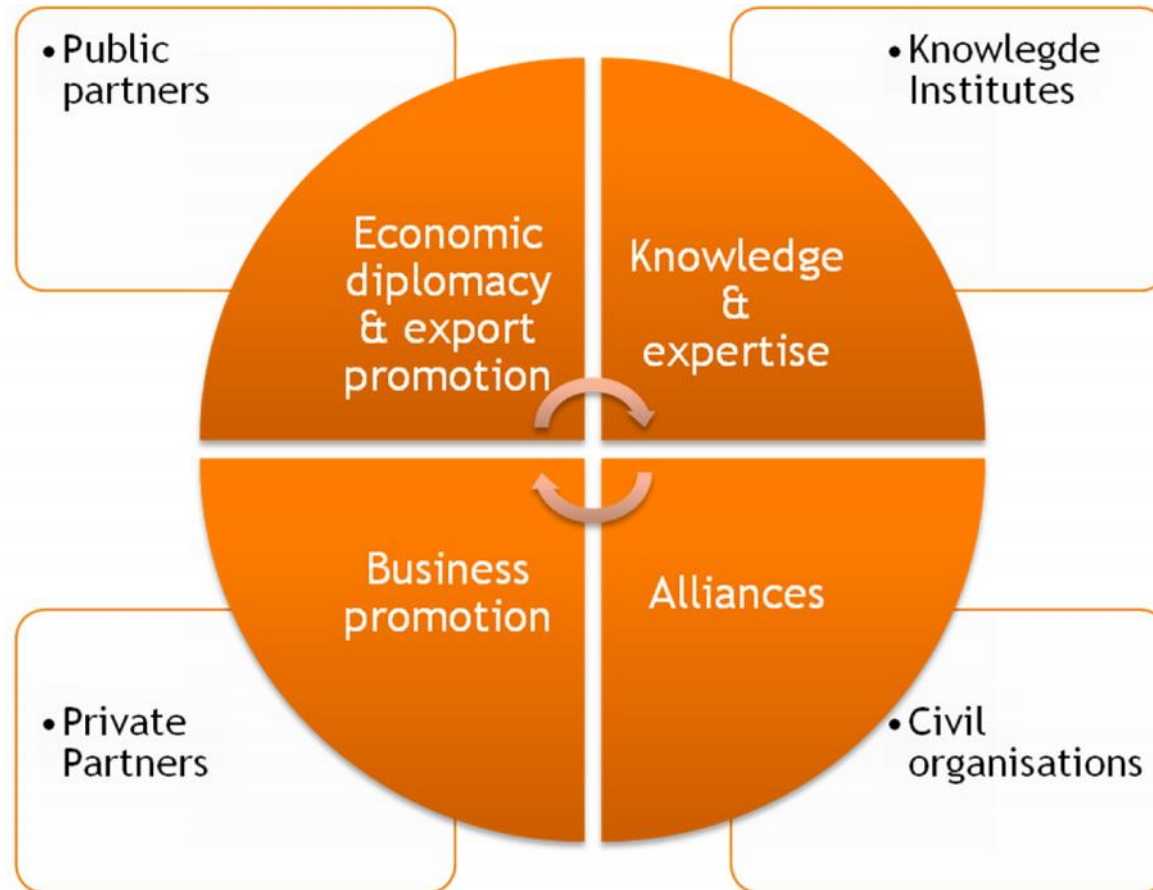 •Public
partners
•Knowlegde
Institutes
Economic
diplomacy
& export
promotion
Knowledge
&
expertise
Business
promotion
Alliances
•Private
Partners
•Civil
organisations